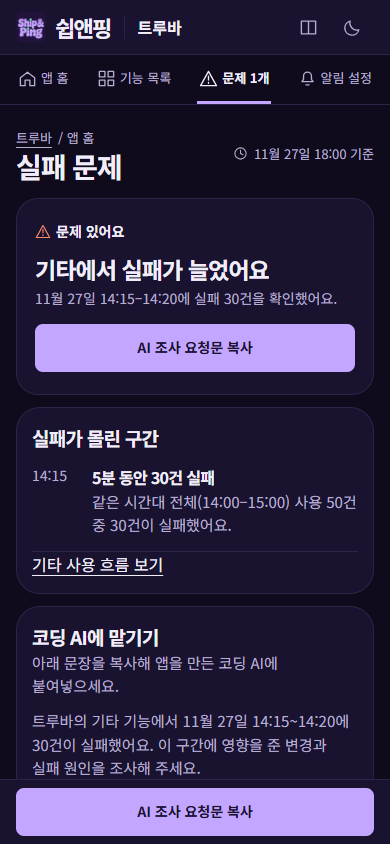 Ship&
Ping
쉽앤핑
트루바
앱 홈
기능 목록
문제 1개
알림 설정
트루바 / 앱 홈
실패 문제
11월 27일 18:00 기준
문제 있어요
기타에서 실패가 늘었어요
11월 27일 14:15–14:20에 실패 30건을 확인했어요.
AI 조사 요청문 복사
실패가 몰린 구간
14:15
5분 동안 30건 실패
같은 시간대 전체(14:00–15:00) 사용 50건
중 30건이 실패했어요.
기타 사용 흐름 보기
코딩 AI에 맡기기
아래 문장을 복사해 앱을 만든 코딩 AI에
붙여넣으세요.
트루바의 기타 기능에서 11월 27일 14:15~14:20에
30건이 실패했어요. 이 구간에 영향을 준 변경과
실패 원인을 조사해 주세요.
AI 조사 요청문 복사